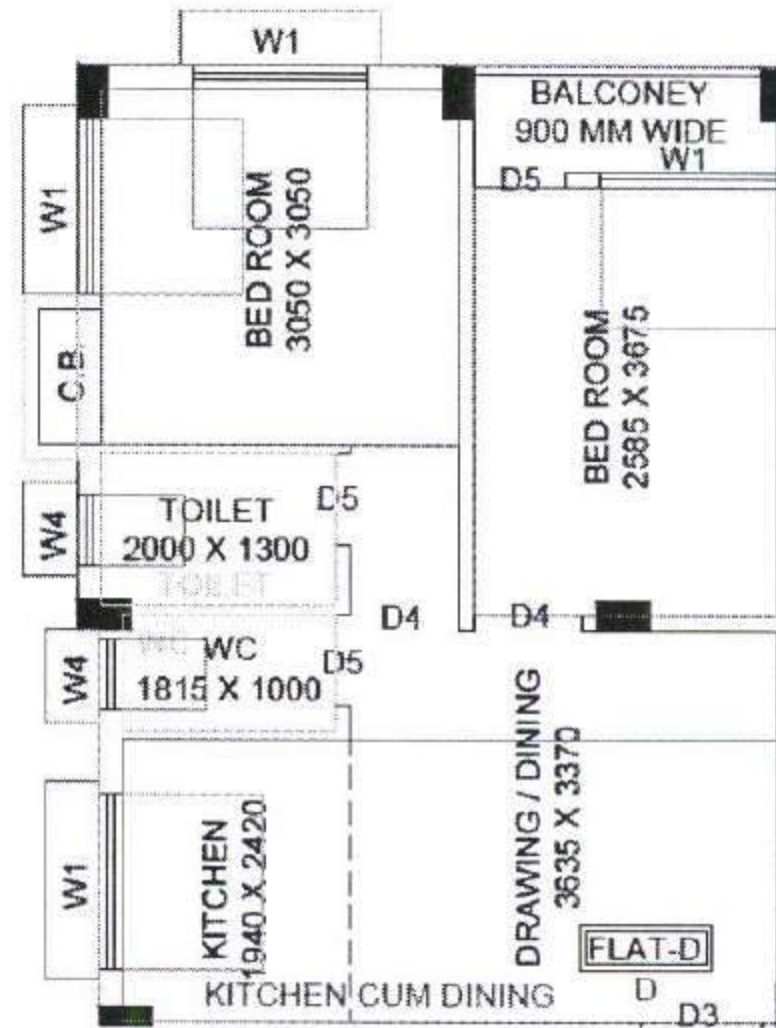 W1
BALCONEY
900 MM WIDE
W1
D5
W1
BED ROOM
3050 X 3050
C.B.
BED ROOM
2585 X 3675
W4
TOILET
2000 X 1300
TOILET
D5
D4
D4
W4
WC
WC
1815 X 1000
D5
W1
KITCHEN
1940 X 2420
DRAWING / DINING
3635 X 3370
FLAT-D
KITCHEN CUM DINING
D
D3